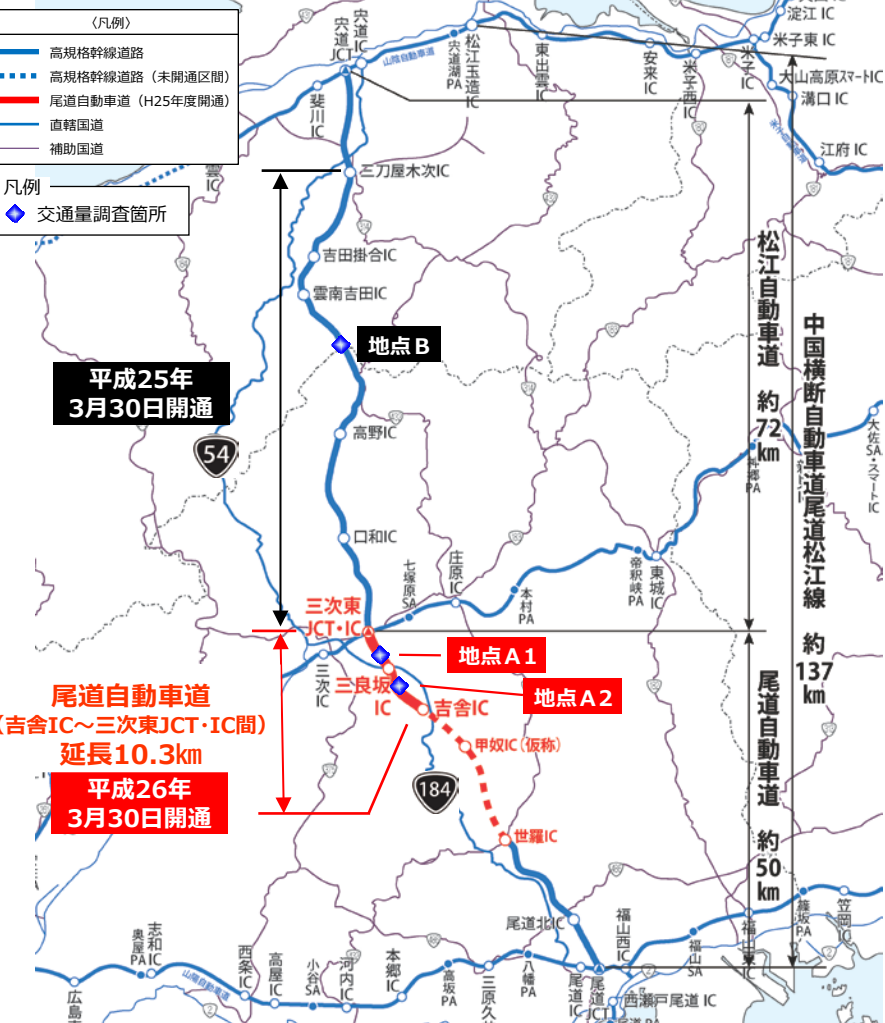 〈凡例〉
高規格幹線道路
高規格幹線道路（未開通区間）
尾道自動車道（H25年度開通）
直轄国道
補助国道
凡例
交通量調査箇所
宍道JCT
宍道IC
山陰自動車道
宍道湖PA
松江玉造IC
東出雲IC
安来IC
米子西IC
米子IC
淀江IC
米子東IC
大山高原スマートIC
溝口IC
江府IC
斐川IC
三刀屋木次IC
吉田掛合IC
雲南吉田IC
地点B
平成25年
3月30日開通
54
高野IC
口和IC
松江自動車道 約72km
中国横断自動車道尾道松江線 約137km
大佐SA・スマートIC
七塚原SA
庄原IC
本村PA
帝釈峡PA
東城IC
三次東
JCT・IC
三次IC
地点A1
三良坂
IC
地点A2
吉舎IC
尾道自動車道
（吉舎IC～三次東JCT・IC間）
延長10.3㎞
平成26年
3月30日開通
甲奴IC（仮称）
184
世羅IC
尾道自動車道 約50km
尾道北IC
福山西IC
福山SA
篠坂PA
笠岡IC
志和IC
奥屋PA
西条IC
高屋IC
小谷SA
河内IC
本郷IC
高坂PA
八幡PA
尾道IC
尾道JCT
西瀬戸尾道IC
山陽自動車道
2